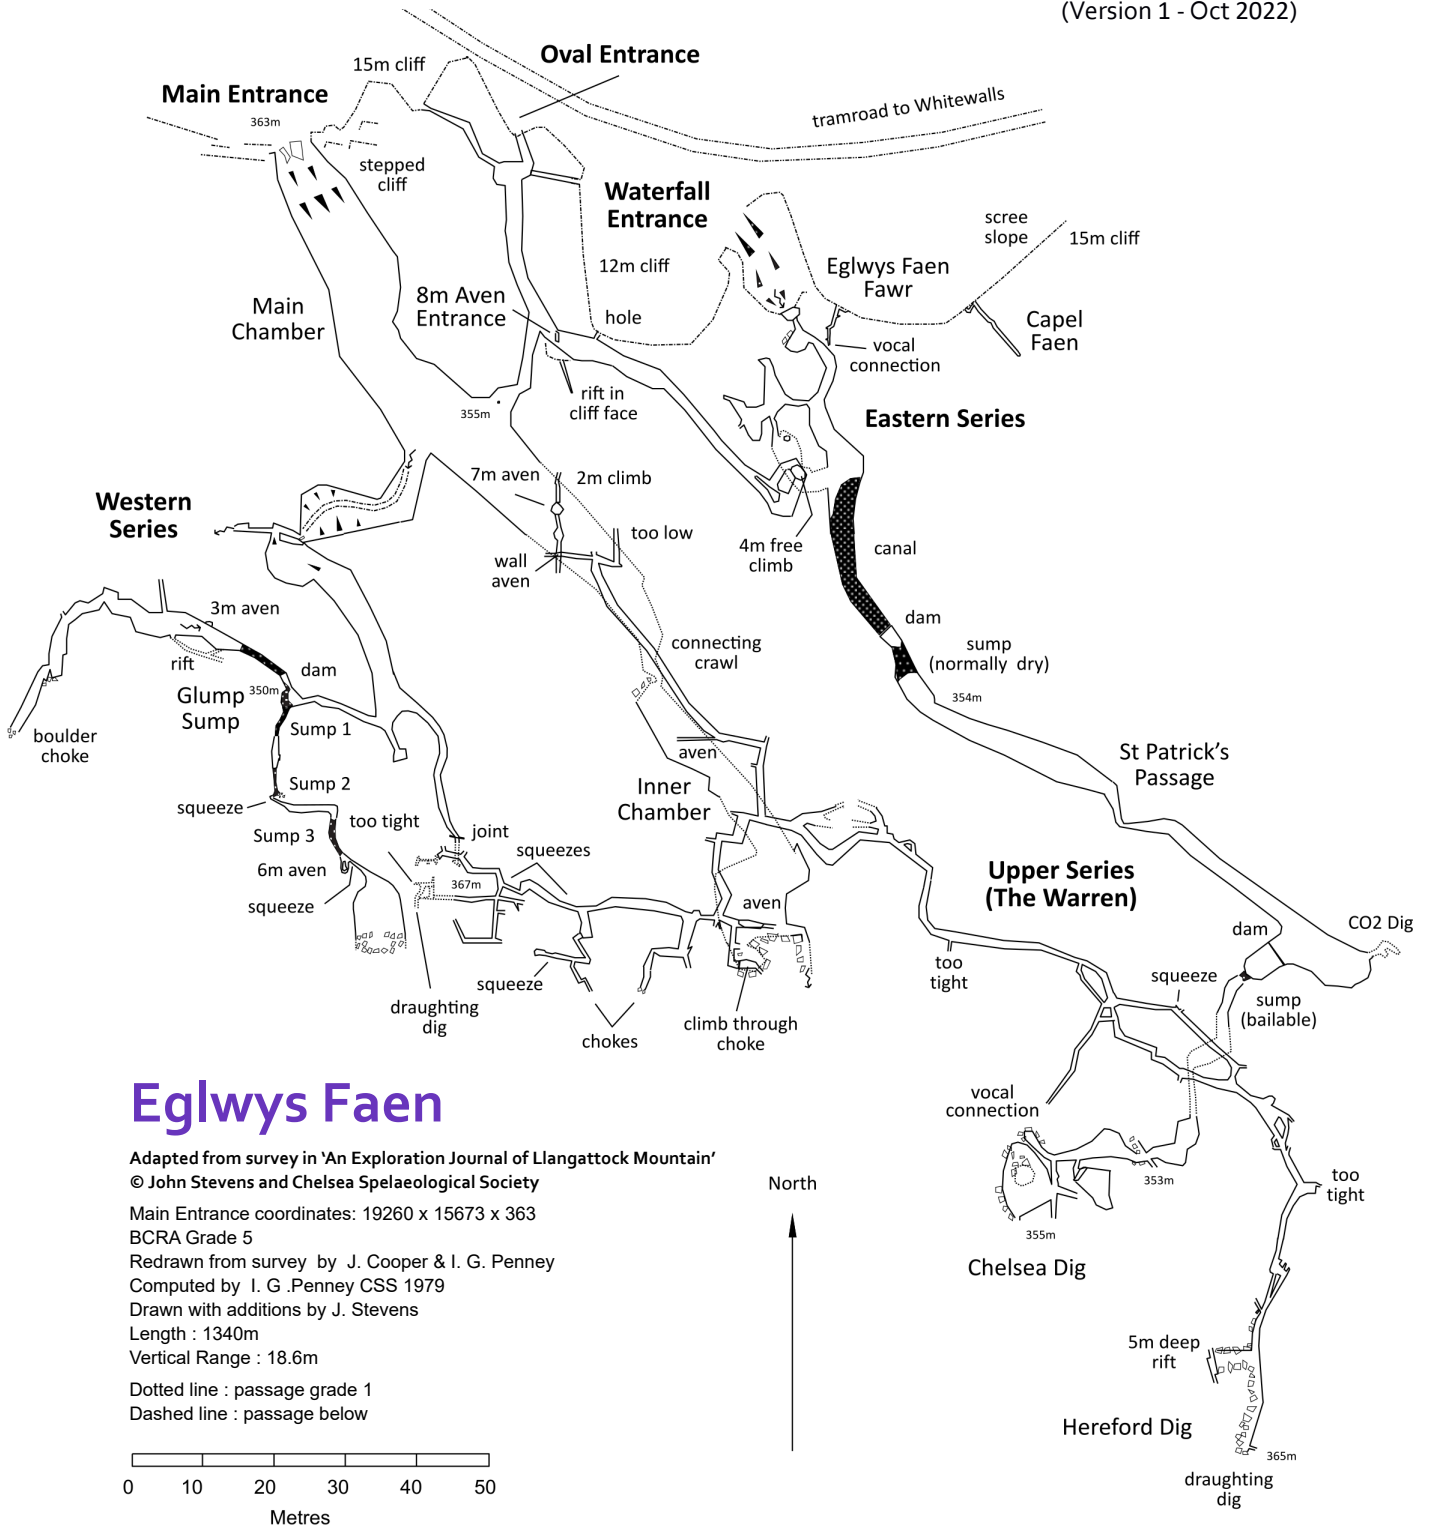 (Version 1 - Oct 2022)
Oval Entrance
15m cliff
Main Entrance
363m
tramroad to Whitewalls
stepped
cliff
Waterfall
Entrance
scree
slope
15m cliff
12m cliff
Eglwys Faen
Fawr
8m Aven
Entrance
Main
Chamber
hole
Capel
Faen
vocal
connection
rift in
cliff face
355m
Eastern Series
7m aven
2m climb
Western
Series
too low
4m free
climb
canal
wall
aven
3m aven
dam
connecting
crawl
sump
(normally dry)
rift
dam
Glump
Sump
350m
354m
Sump 1
boulder
choke
aven
St Patrick's
Passage
Inner
Chamber
Sump 2
squeeze
too tight
Sump 3
joint
squeezes
6m aven
367m
Upper Series
(The Warren)
squeeze
aven
dam
CO2 Dig
too
tight
squeeze
squeeze
sump
(bailable)
draughting
dig
chokes
climb through
choke
vocal
connection
Eglwys Faen
Adapted from survey in 'An Exploration Journal of Llangattock Mountain'
© John Stevens and Chelsea Spelaeological Society
North
353m
too
tight
Main Entrance coordinates: 19260 x 15673 x 363
BCRA Grade 5
355m
Redrawn from survey by J. Cooper & I. G. Penney
Chelsea Dig
Computed by I. G .Penney CSS 1979
Drawn with additions by J. Stevens
Length : 1340m
Vertical Range : 18.6m
5m deep
rift
Dotted line : passage grade 1
Dashed line : passage below
Hereford Dig
365m
draughting
dig
0 10 20 30 40 50
Metres